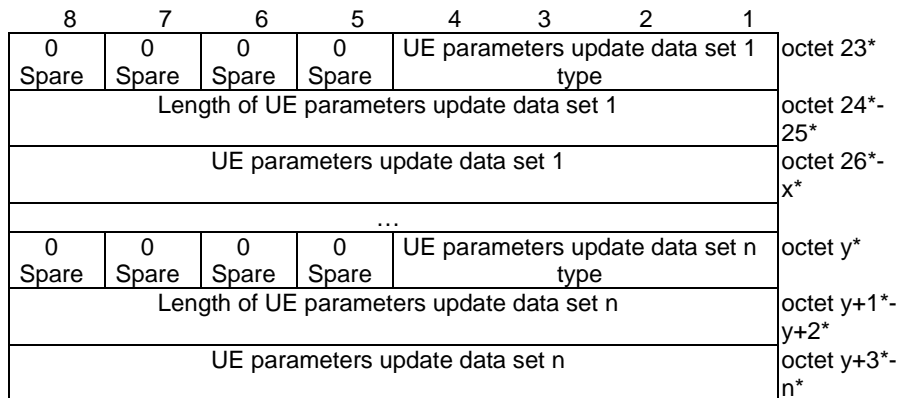 8 7 6 5 4 3 2 1
0 0 0 0 UE parameters update data set 1 octet 23*
Spare Spare Spare Spare type
Length of UE parameters update data set 1 octet 24*-
25*
UE parameters update data set 1 octet 26*-
x*
…
0 0 0 0 UE parameters update data set n octet y*
Spare Spare Spare Spare type
Length of UE parameters update data set n octet y+1*-
y+2*
UE parameters update data set n octet y+3*-
n*